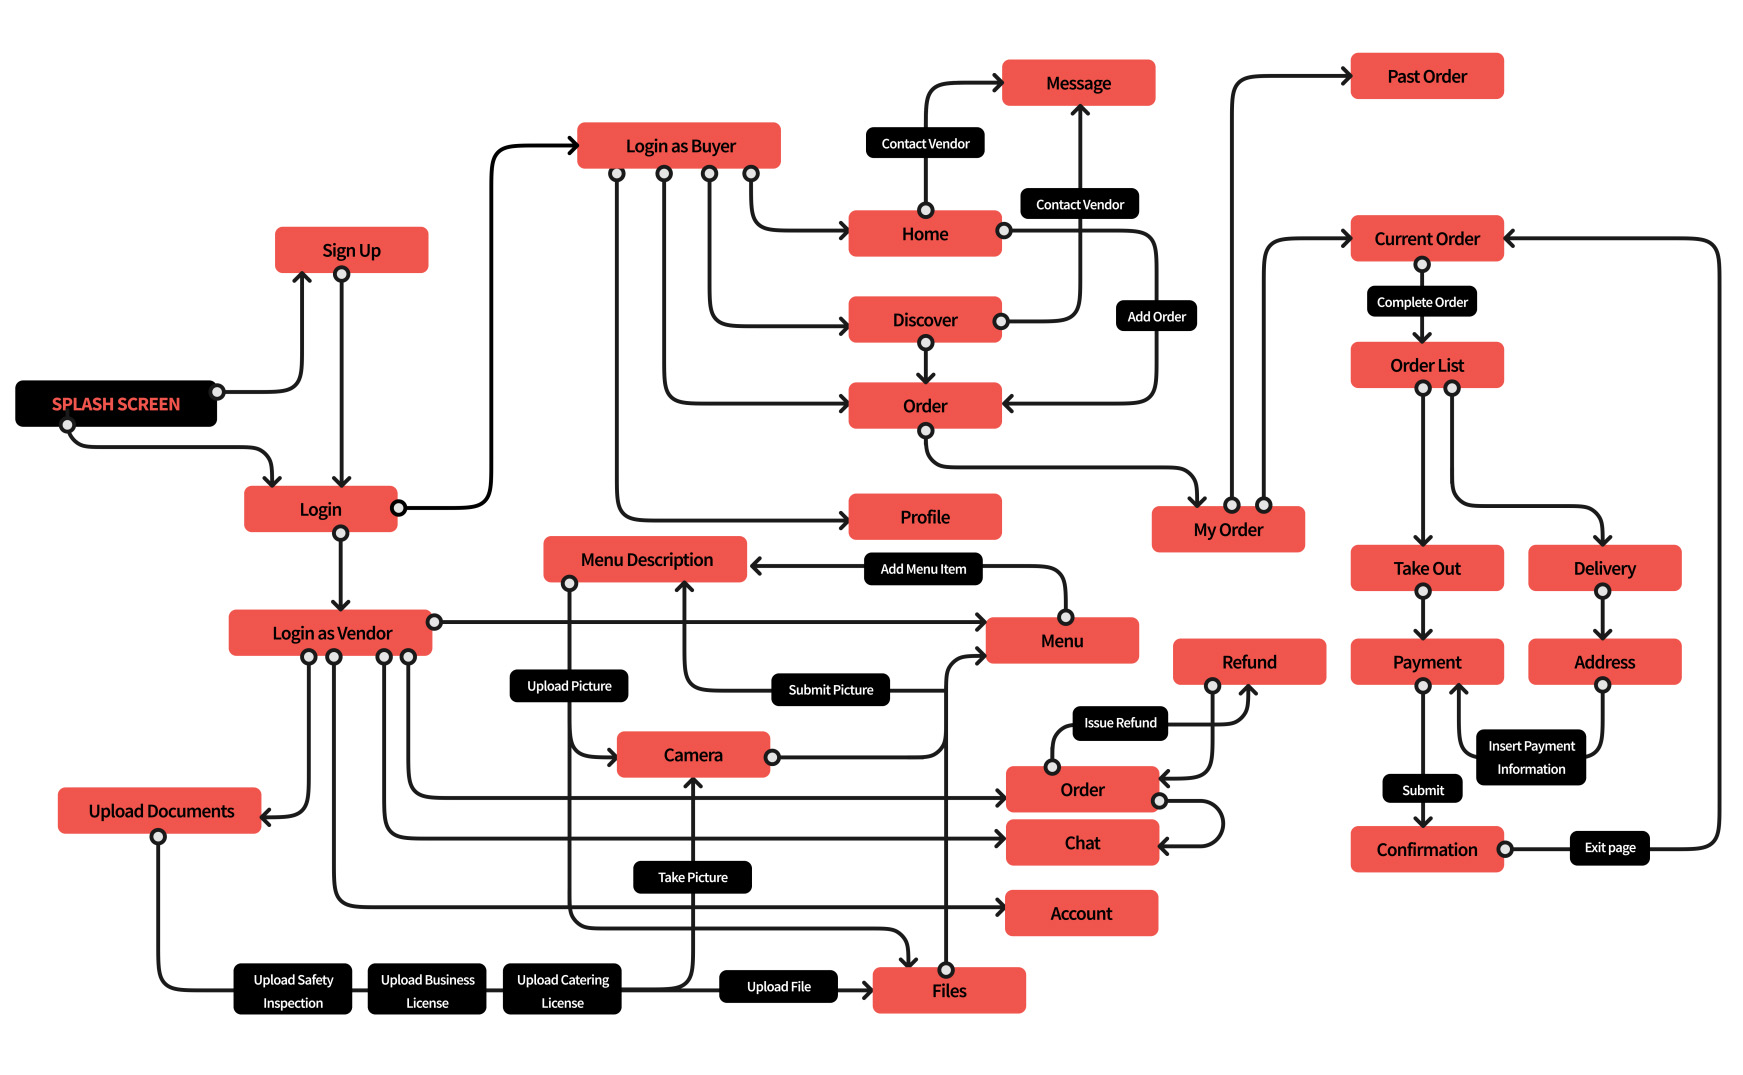 Message
Past Order
Login as Buyer
Contact Vendor
Contact Vendor
Home
Current Order
Sign Up
Complete Order
Add Order
Discover
Order List
SPLASH SCREEN
Order
Login
Profile
My Order
Menu Description
Add Menu Item
Take Out
Delivery
Login as Vendor
Menu
Refund
Payment
Address
Upload Picture
Submit Picture
Issue Refund
Insert Payment
Information
Camera
Order
Submit
Upload Documents
Chat
Confirmation
Exit page
Take Picture
Account
Upload Safety
Inspection
Upload Business
License
Upload Catering
License
Upload File
Files